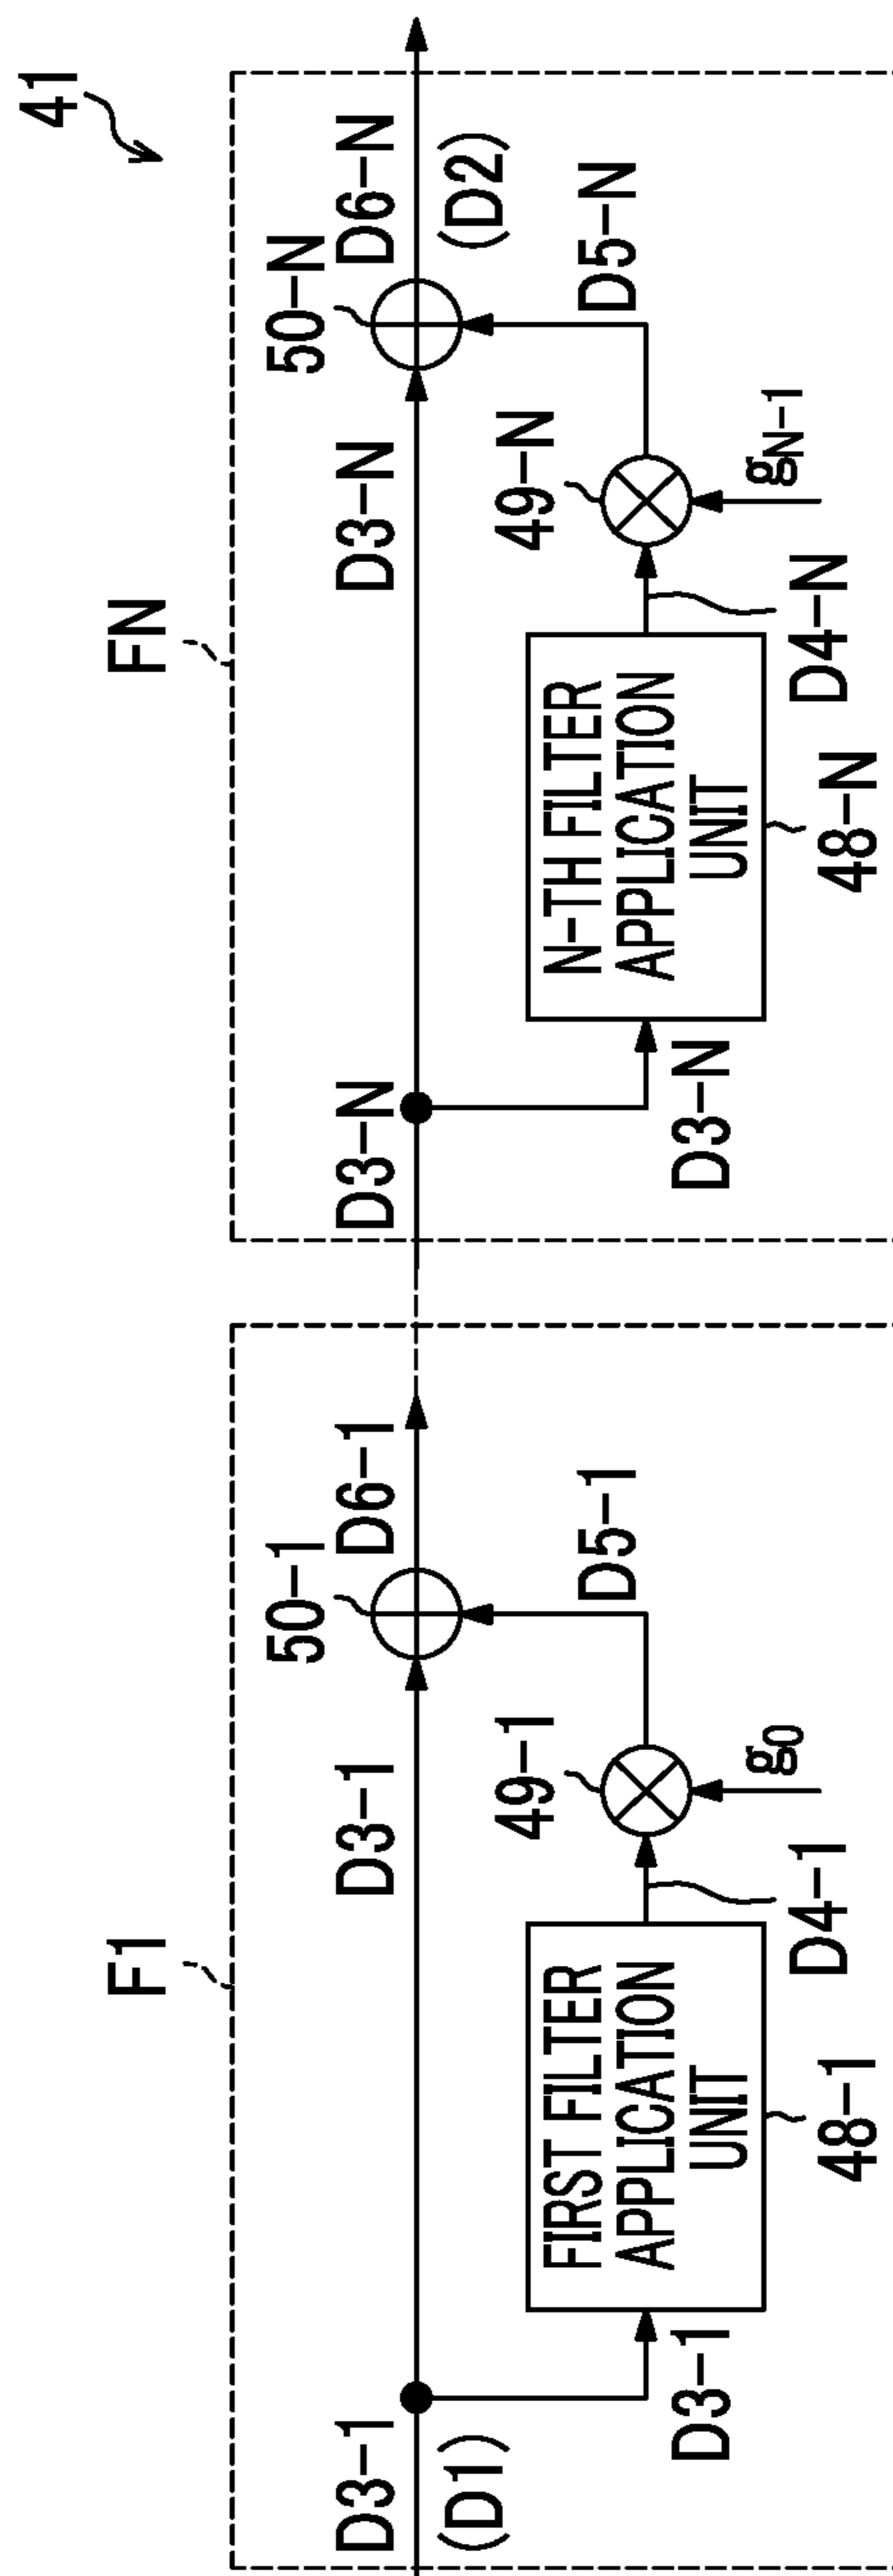 41
F1
50-1
D3-1
(D1)
D3-1
D6-1
49-1
D5-1
D3-1
FIRST FILTER
APPLICATION
UNIT
g0
D4-1
48-1
FN
50-N
D3-N
D3-N
D6-N
(D2)
49-N
D5-N
D3-N
N-TH FILTER
APPLICATION
UNIT
gN-1
D4-N
48-N